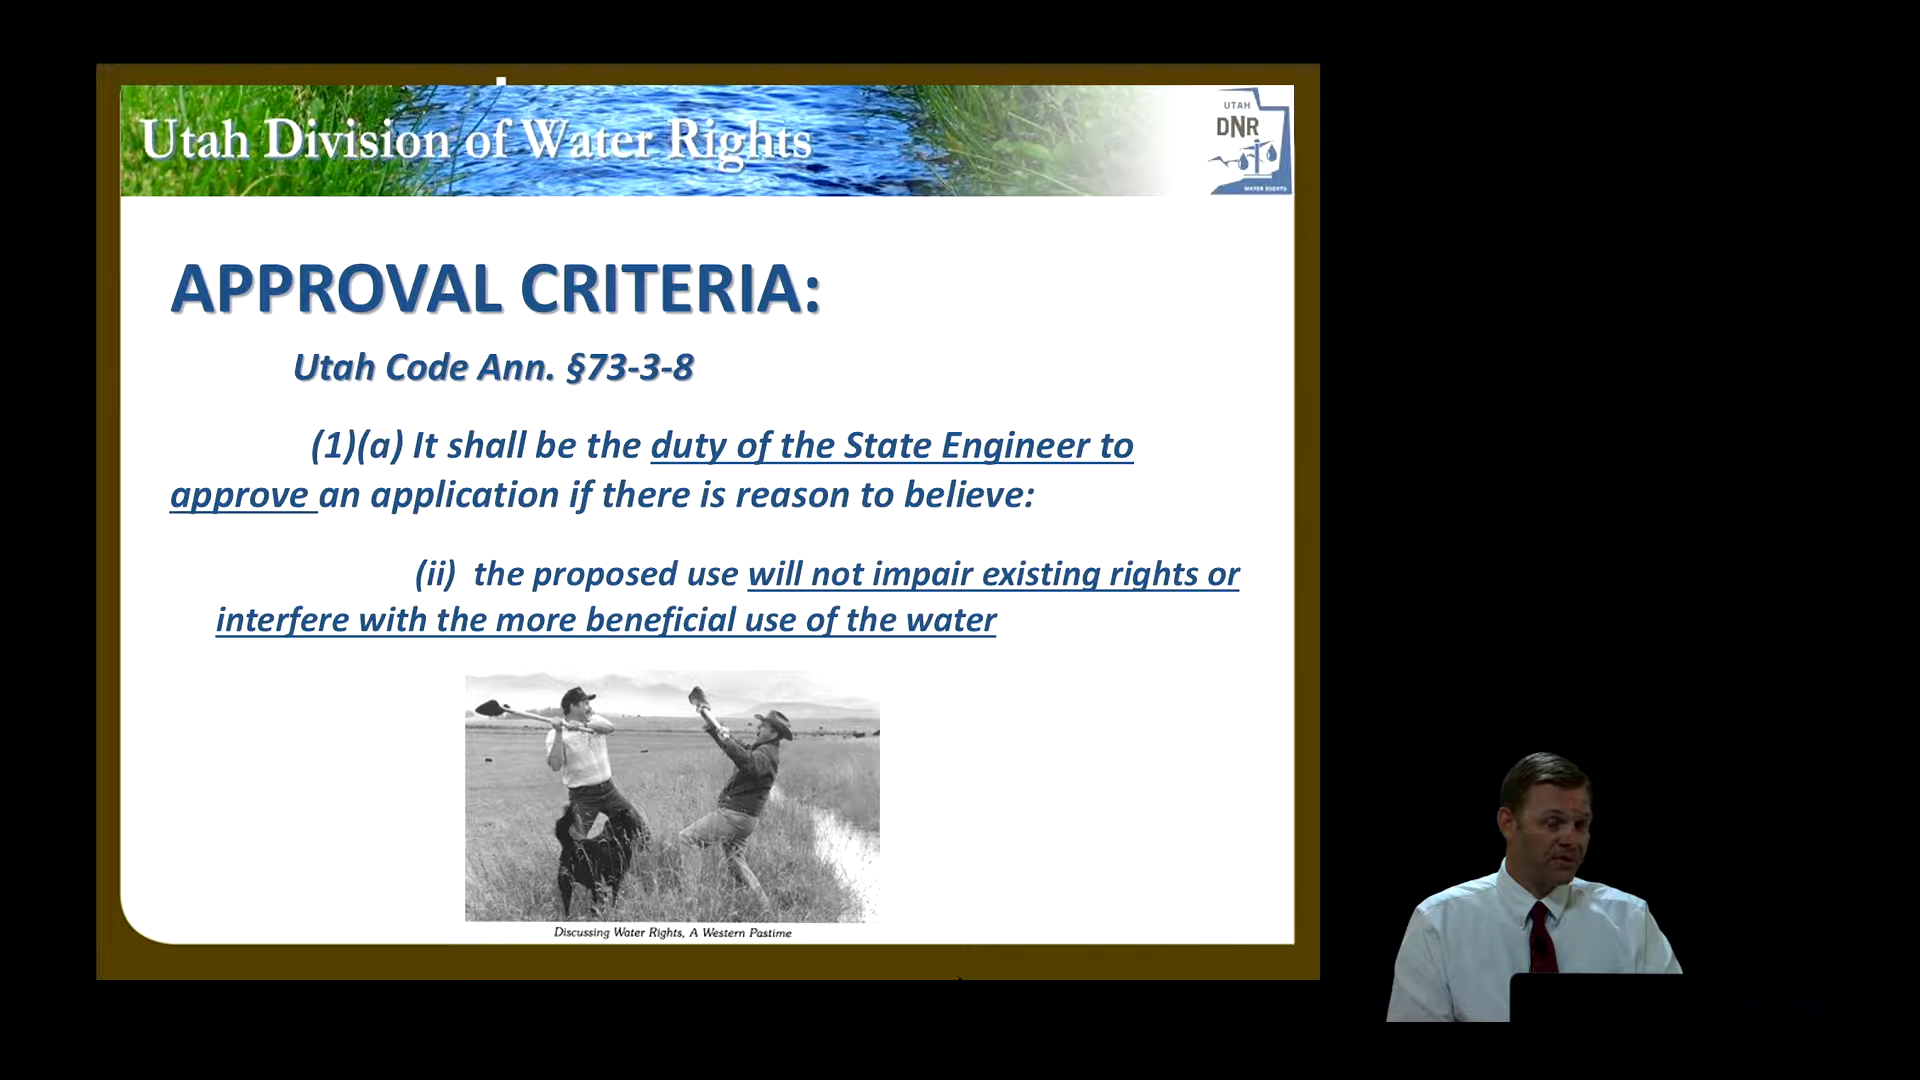 Utah Division of Water Rights
UTAH
DNR
WATER RIGHTS
APPROVAL CRITERIA:
Utah Code Ann. §73-3-8
(1)(a) It shall be the duty of the State Engineer to
approve an application if there is reason to believe:
(ii) the proposed use will not impair existing rights or
interfere with the more beneficial use of the water
Discussing Water Rights, A Western Pastime